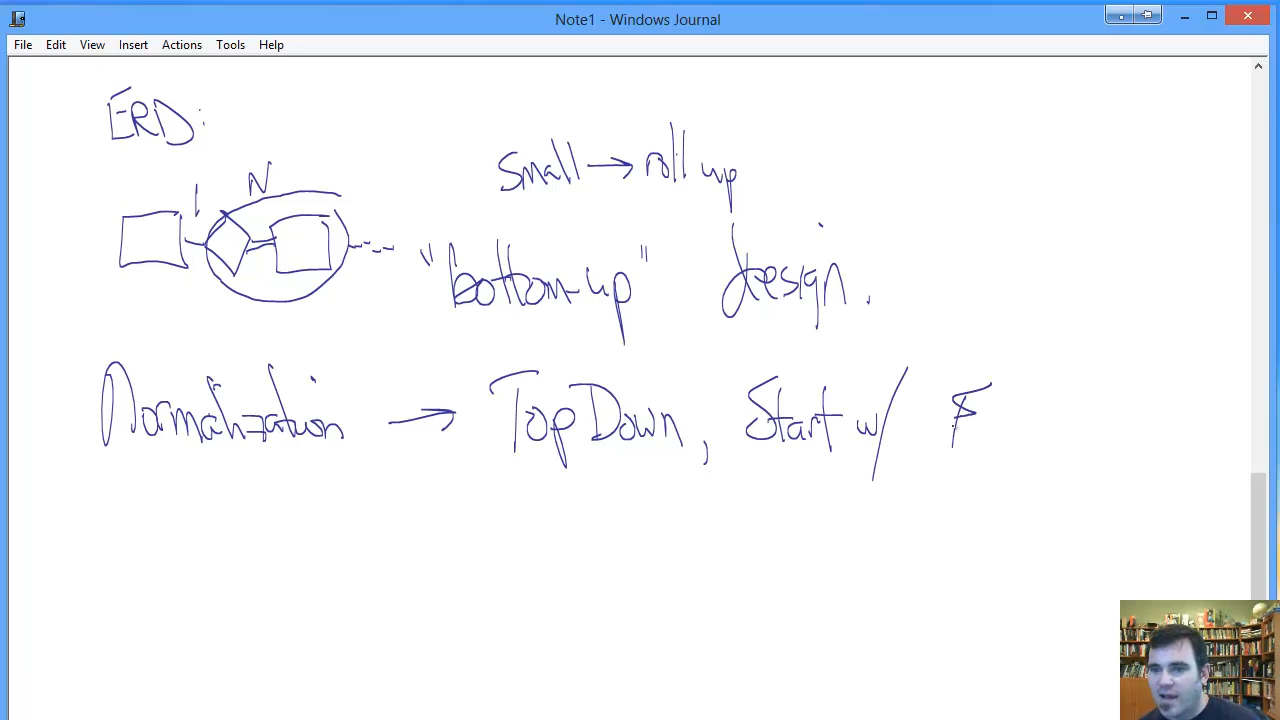 Note1 - Windows Journal
File Edit View Insert Actions Tools Help
ERD:
1 N
small → roll up
"bottom-up" design.
Normalization → Top Down, Start w/ F